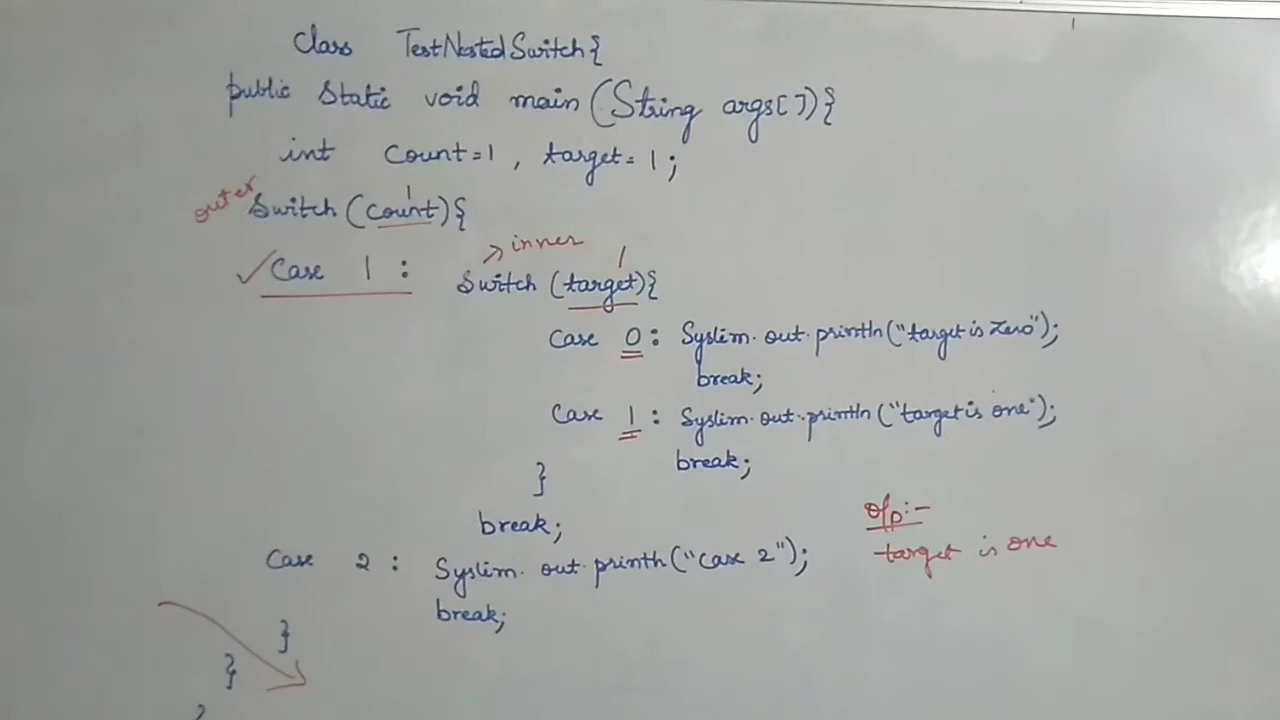 class TestNestedSwitch{
public static void main(String args[]){
int count=1, target=1;
outer switch(count){ 1
inner
✓ case 1: switch(target){ 1
case 0: System.out.println("target is zero");
break;
case 1: System.out.println("target is one");
break;
}
break;
case 2: System.out.println("case 2");
break;
o/p:-
target is one
}
}
}